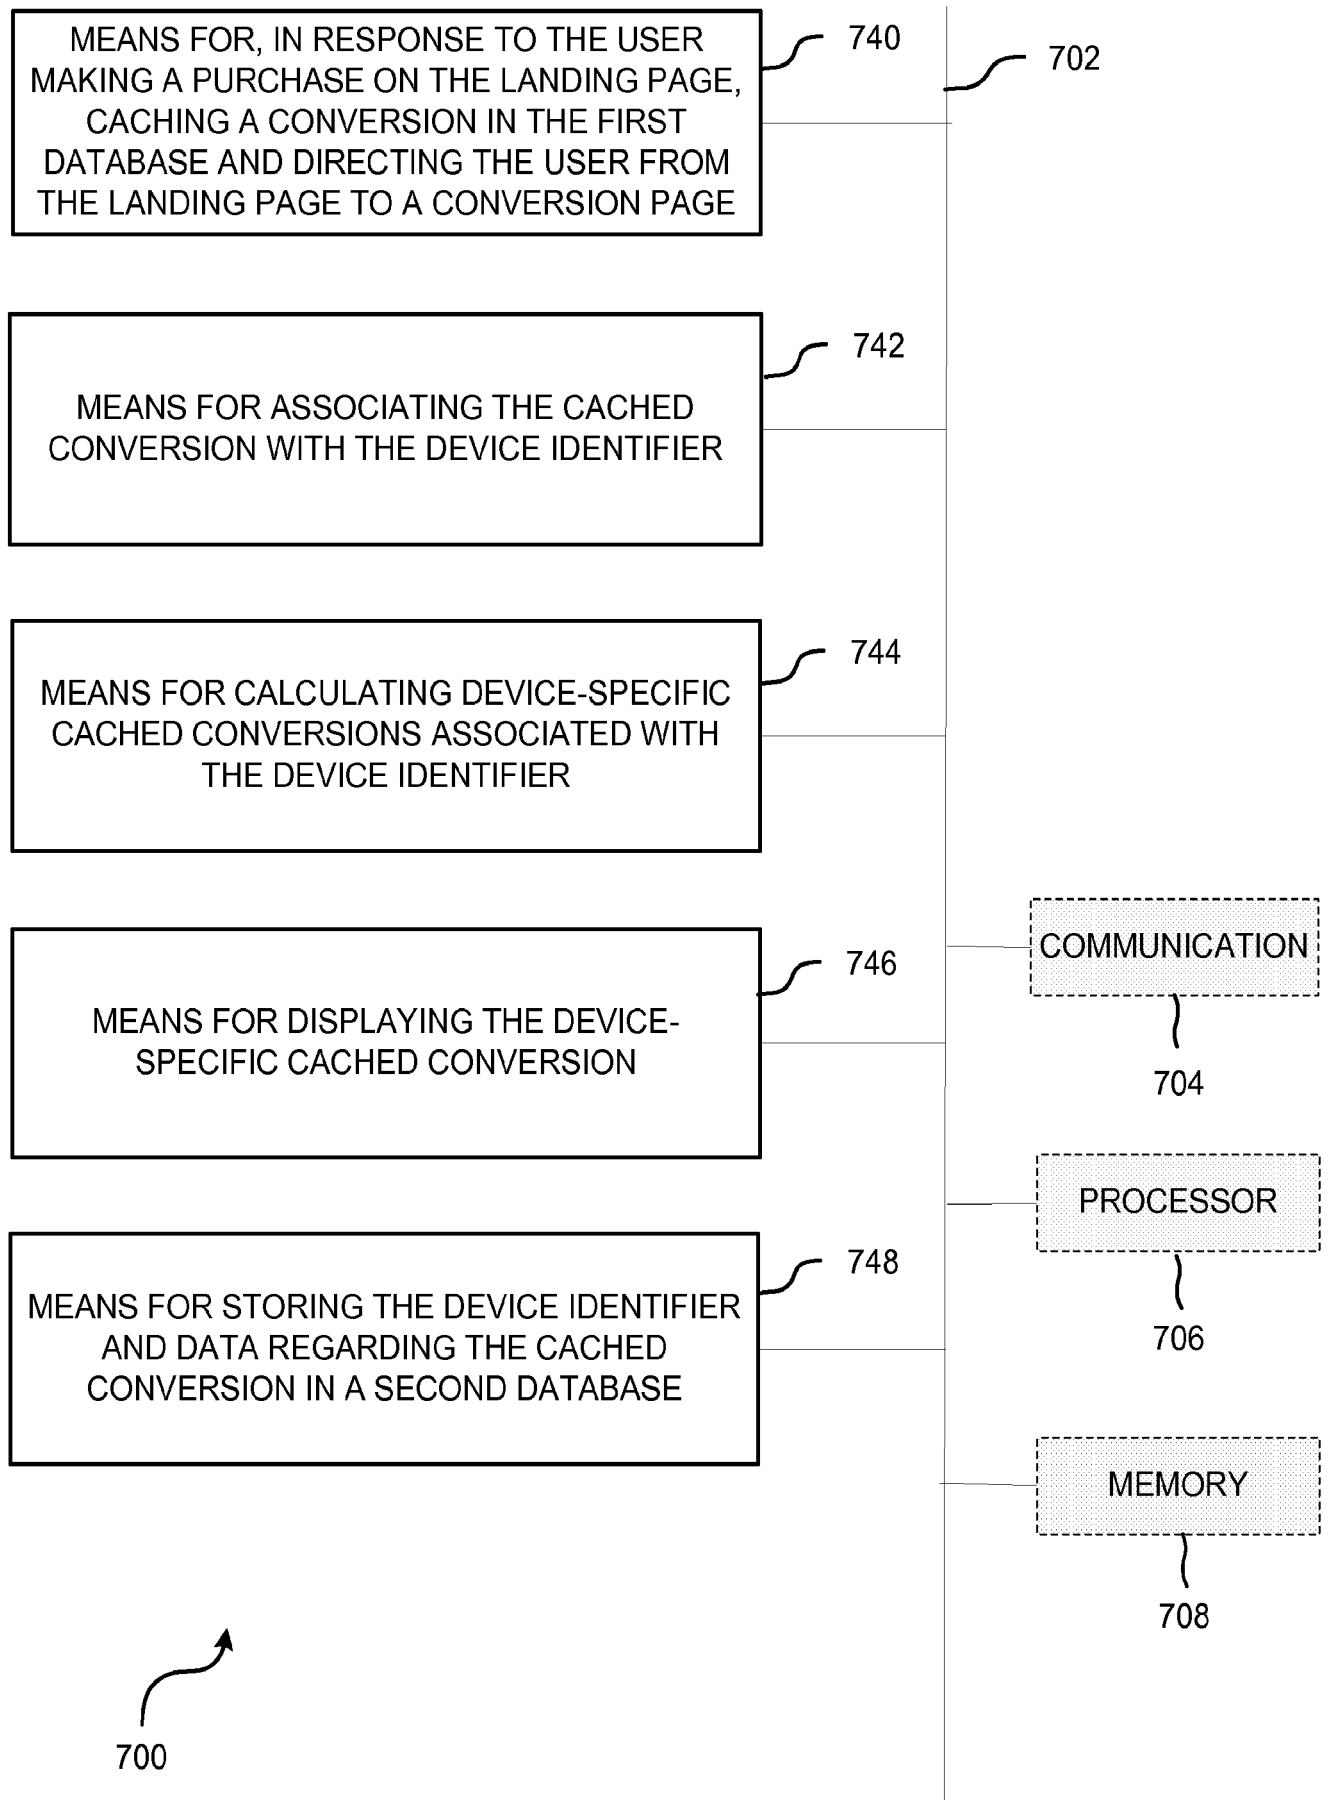 MEANS FOR, IN RESPONSE TO THE USER
MAKING A PURCHASE ON THE LANDING PAGE,
CACHING A CONVERSION IN THE FIRST
DATABASE AND DIRECTING THE USER FROM
THE LANDING PAGE TO A CONVERSION PAGE
740
702
MEANS FOR ASSOCIATING THE CACHED
CONVERSION WITH THE DEVICE IDENTIFIER
742
MEANS FOR CALCULATING DEVICE-SPECIFIC
CACHED CONVERSIONS ASSOCIATED WITH
THE DEVICE IDENTIFIER
744
MEANS FOR DISPLAYING THE DEVICE-
SPECIFIC CACHED CONVERSION
746
COMMUNICATION
704
PROCESSOR
706
MEANS FOR STORING THE DEVICE IDENTIFIER
AND DATA REGARDING THE CACHED
CONVERSION IN A SECOND DATABASE
748
MEMORY
708
700